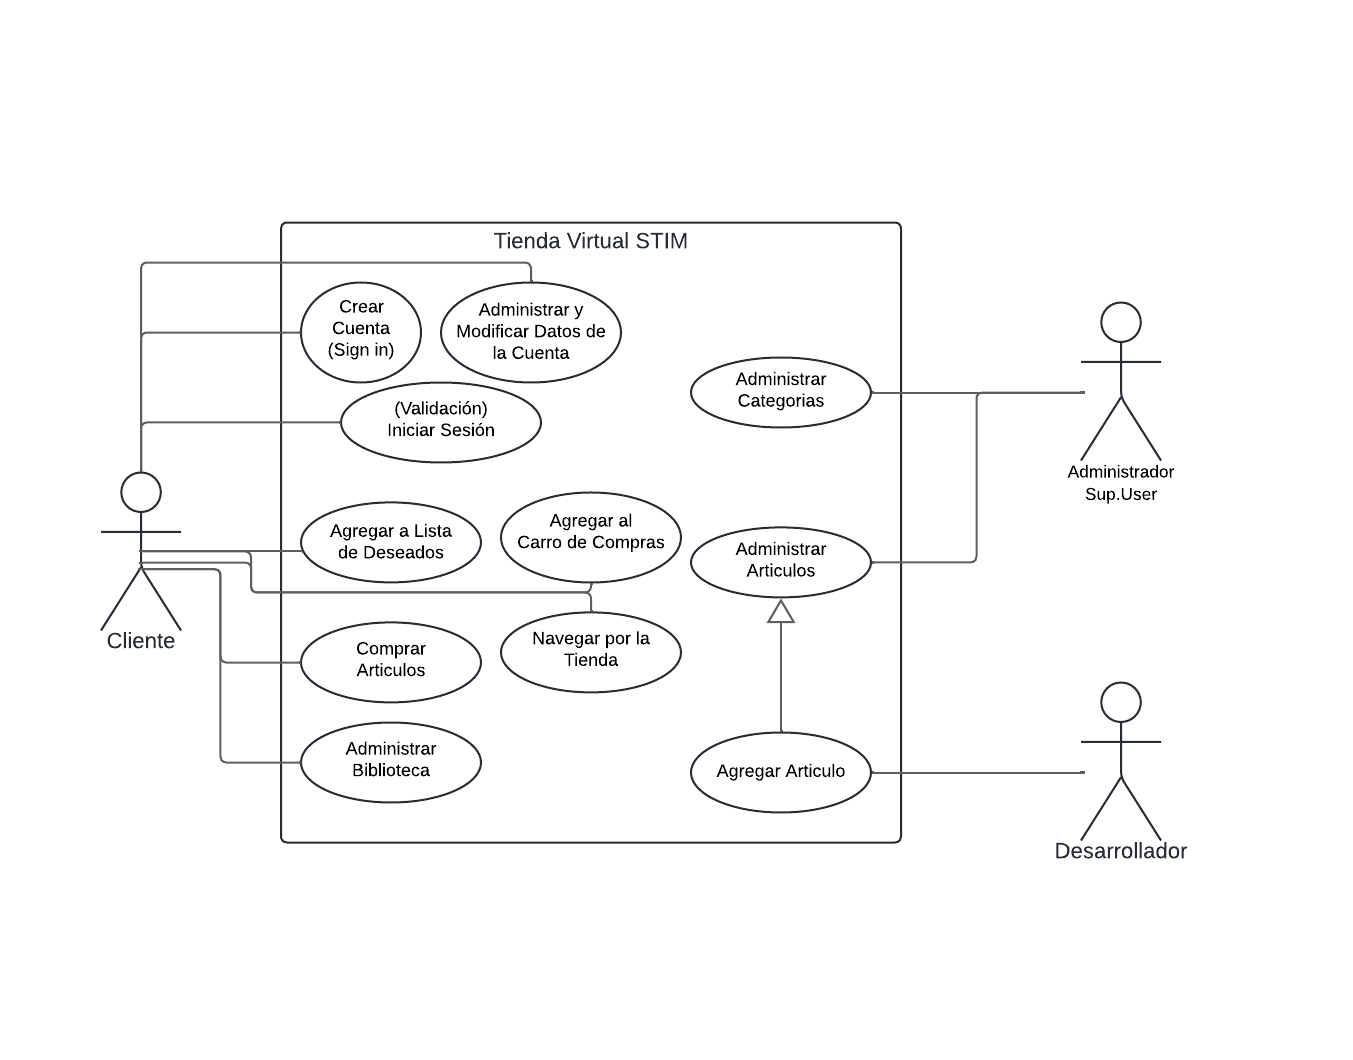 Tienda Virtual STIM
Crear
Cuenta
(Sign in)
Administrar y
Modificar Datos de
la Cuenta
(Validación)
Iniciar Sesión
Administrar
Categorias
Administrador
Sup.User
Agregar a Lista
de Deseados
Agregar al
Carro de Compras
Administrar
Articulos
Cliente
Comprar
Articulos
Navegar por la
Tienda
Administrar
Biblioteca
Agregar Articulo
Desarrollador